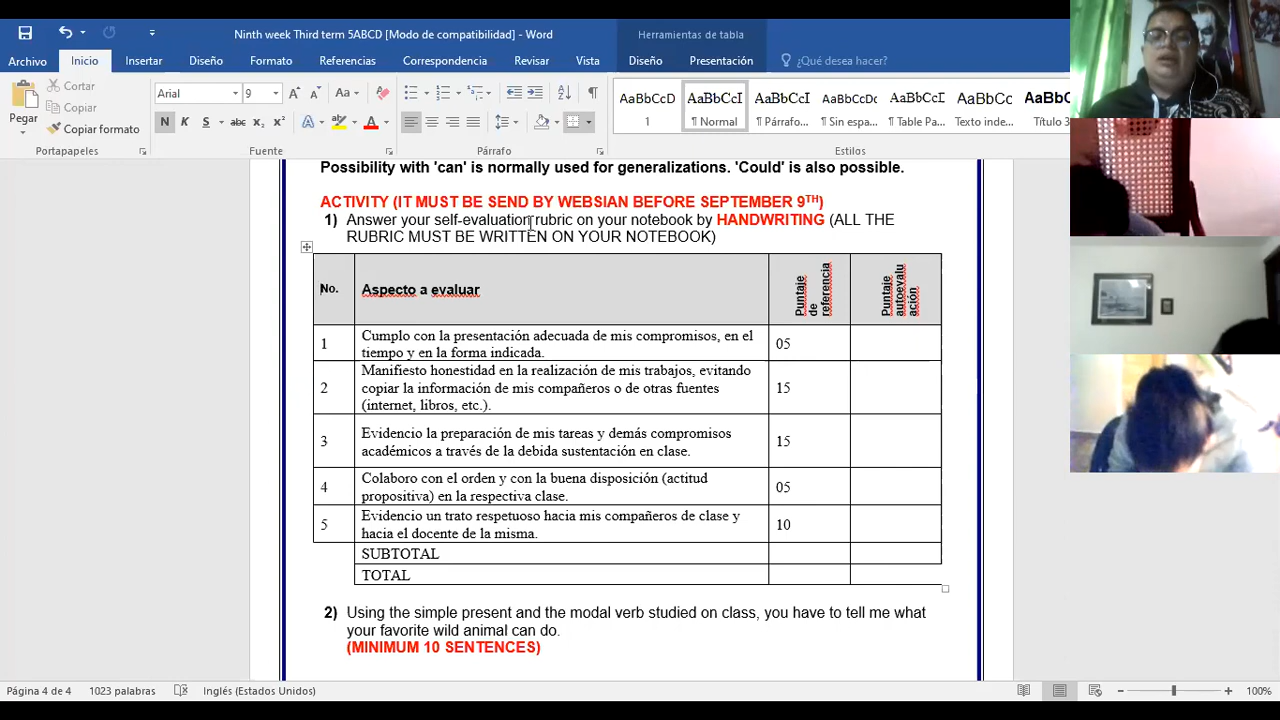 Ninth week Third term 5ABCD [Modo de compatibilidad] - Word
Herramientas de tabla
Archivo Inicio Insertar Diseño Formato Referencias Correspondencia Revisar Vista Diseño Presentación ¿Qué desea hacer?
Cortar
Copiar
Copiar formato
Pegar
Arial 9
N K S abc x₂ x²
AaBbCcD AaBbCcI AaBbCcI AaBbCcD AaBbCcD AaBbCc AaBbCc
1 ¶ Normal ¶ Párrafo... ¶ Sin espa... ¶ Table Pa... Texto inde... Título 3
Portapapeles Fuente Párrafo Estilos
Possibility with 'can' is normally used for generalizations. 'Could' is also possible.
ACTIVITY (IT MUST BE SEND BY WEBSIAN BEFORE SEPTEMBER 9TH)
1) Answer your self-evaluation rubric on your notebook by HANDWRITING (ALL THE
RUBRIC MUST BE WRITTEN ON YOUR NOTEBOOK)
No. Aspecto a evaluar
Puntaje
de
referencia
Puntaje
autoevalu
ación
1 Cumplo con la presentación adecuada de mis compromisos, en el
tiempo y en la forma indicada. 05
2 Manifiesto honestidad en la realización de mis trabajos, evitando
copiar la información de mis compañeros o de otras fuentes 15
(internet, libros, etc.).
3 Evidencio la preparación de mis tareas y demás compromisos
académicos a través de la debida sustentación en clase. 15
4 Colaboro con el orden y con la buena disposición (actitud
propositiva) en la respectiva clase. 05
5 Evidencio un trato respetuoso hacia mis compañeros de clase y
hacia el docente de la misma. 10
SUBTOTAL
TOTAL
2) Using the simple present and the modal verb studied on class, you have to tell me what
your favorite wild animal can do.
(MINIMUM 10 SENTENCES)
Página 4 de 4 1023 palabras Inglés (Estados Unidos) 100%